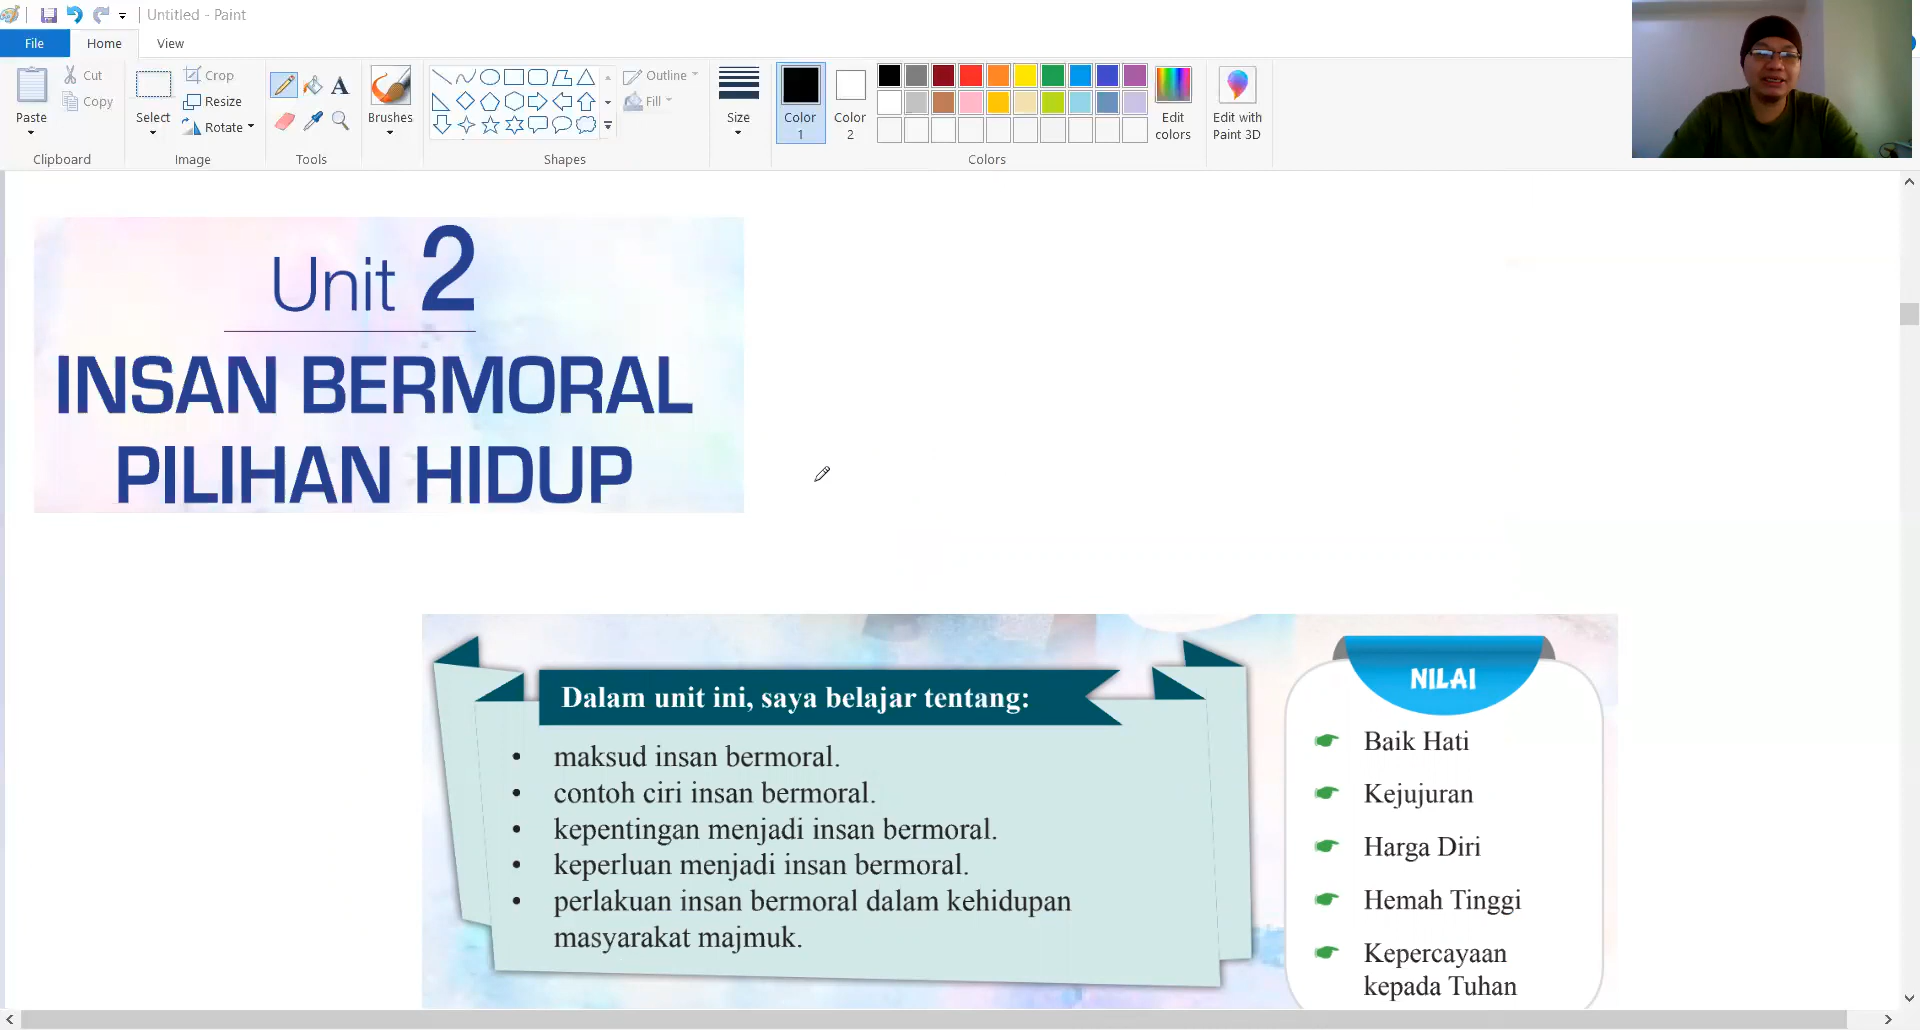 Untitled - Paint
File Home View
Paste
Cut
Copy
Clipboard
Select
Crop
Resize
Rotate
Image
A
Tools
Brushes
Outline
Fill
Shapes
Size
Color 1
Color 2
Edit colors
Colors
Edit with Paint 3D
Unit 2
INSAN BERMORAL
PILIHAN HIDUP
Dalam unit ini, saya belajar tentang:
• maksud insan bermoral.
• contoh ciri insan bermoral.
• kepentingan menjadi insan bermoral.
• keperluan menjadi insan bermoral.
• perlakuan insan bermoral dalam kehidupan
masyarakat majmuk.
NILAI
Baik Hati
Kejujuran
Harga Diri
Hemah Tinggi
Kepercayaan
kepada Tuhan